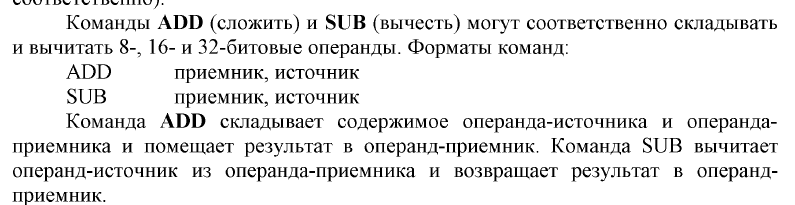 соответственно).
Команды ADD (сложить) и SUB (вычесть) могут соответственно складывать
и вычитать 8-, 16- и 32-битовые операнды. Форматы команд:
ADD приемник, источник
SUB приемник, источник
Команда ADD складывает содержимое операнда-источника и операнда-
приемника и помещает результат в операнд-приемник. Команда SUB вычитает
операнд-источник из операнда-приемника и возвращает результат в операнд-
приемник.